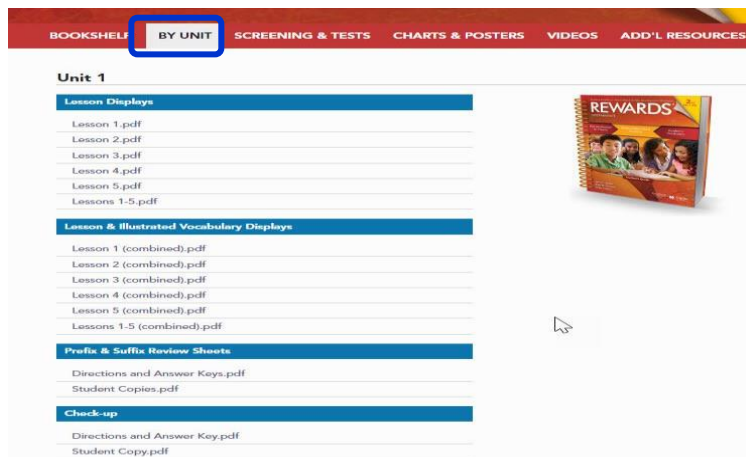 BOOKSHELF BY UNIT SCREENING & TESTS CHARTS & POSTERS VIDEOS ADD'L RESOURCES
Unit 1
Lesson Displays
Lesson 1.pdf
Lesson 2.pdf
Lesson 3.pdf
Lesson 4.pdf
Lesson 5.pdf
Lessons 1-5.pdf
Lesson & Illustrated Vocabulary Displays
Lesson 1 (combined).pdf
Lesson 2 (combined).pdf
Lesson 3 (combined).pdf
Lesson 4 (combined).pdf
Lesson 5 (combined).pdf
Lessons 1-5 (combined).pdf
Prefix & Suffix Review Sheets
Directions and Answer Keys.pdf
Student Copies.pdf
Check-up
Directions and Answer Key.pdf
Student Copy.pdf
REWARDS